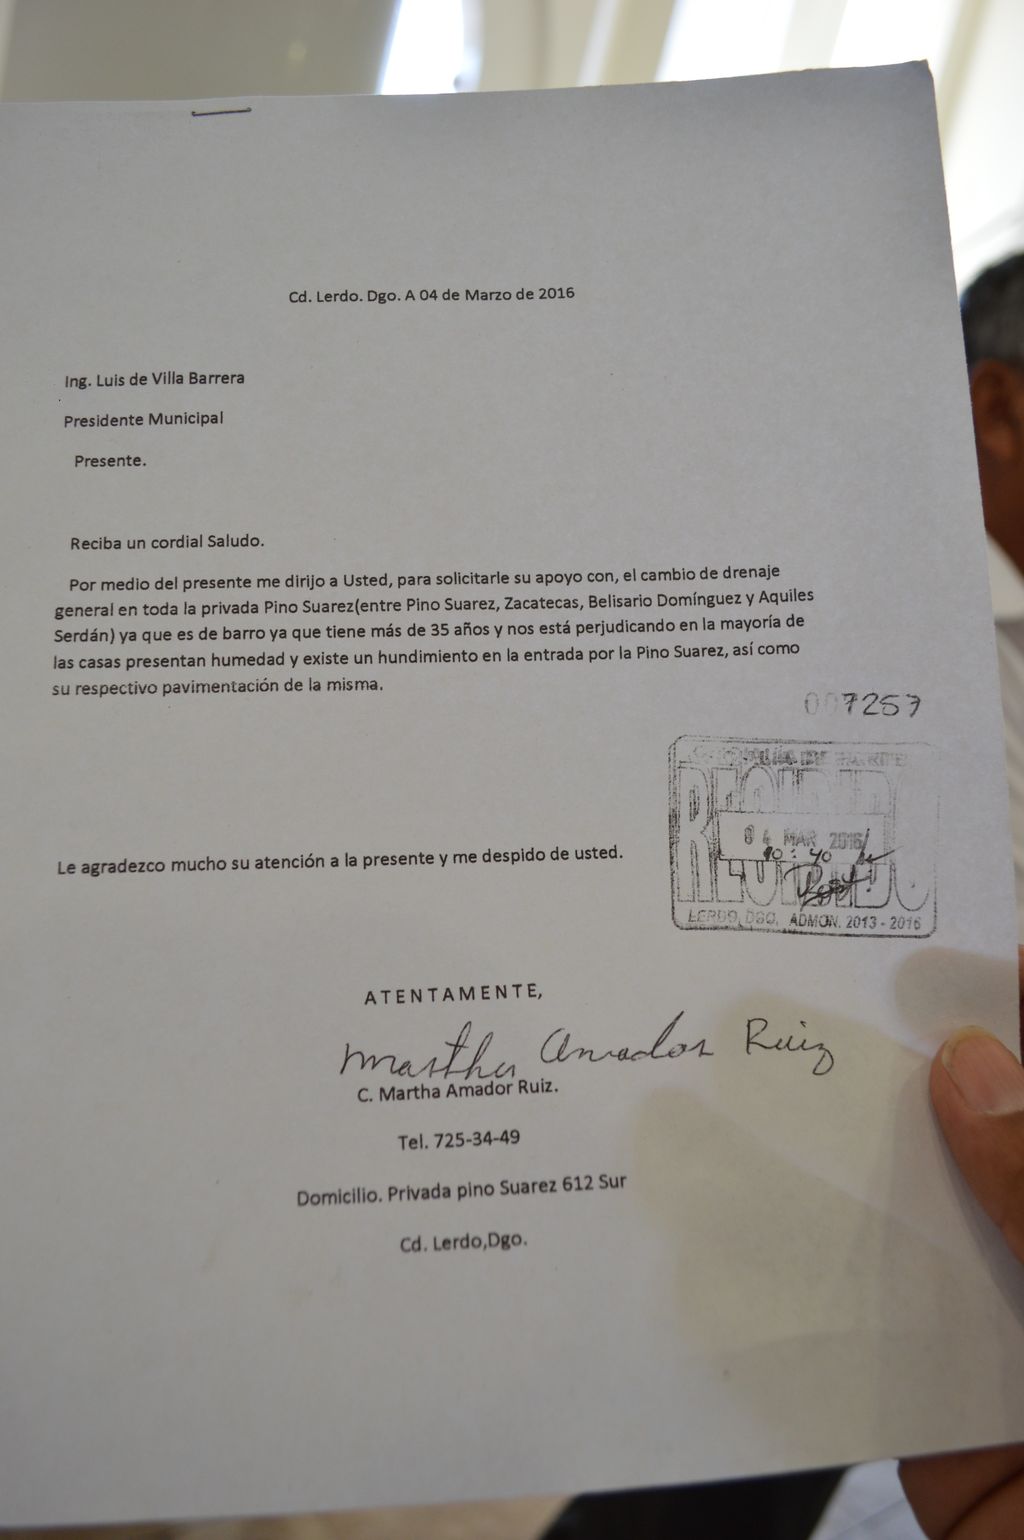 Cd. Lerdo. Dgo. A 04 de Marzo de 2016
Ing. Luis de Villa Barrera
Presidente Municipal
Presente.
Reciba un cordial Saludo.
Por medio del presente me dirijo a Usted, para solicitarle su apoyo con, el cambio de drenaje
general en toda la privada Pino Suarez(entre Pino Suarez, Zacatecas, Belisario Domínguez y Aquiles
Serdán) ya que es de barro ya que tiene más de 35 años y nos está perjudicando en la mayoría de
las casas presentan humedad y existe un hundimiento en la entrada por la Pino Suarez, así como
su respectivo pavimentación de la misma.
007257
04 MAR 2016
10:40
LERDO, DGO. ADMON. 2013 - 2016
Le agradezco mucho su atención a la presente y me despido de usted.
ATENTAMENTE,
Martha Amador Ruiz
C. Martha Amador Ruiz.
Tel. 725-34-49
Domicilio. Privada pino Suarez 612 Sur
Cd. Lerdo,Dgo.